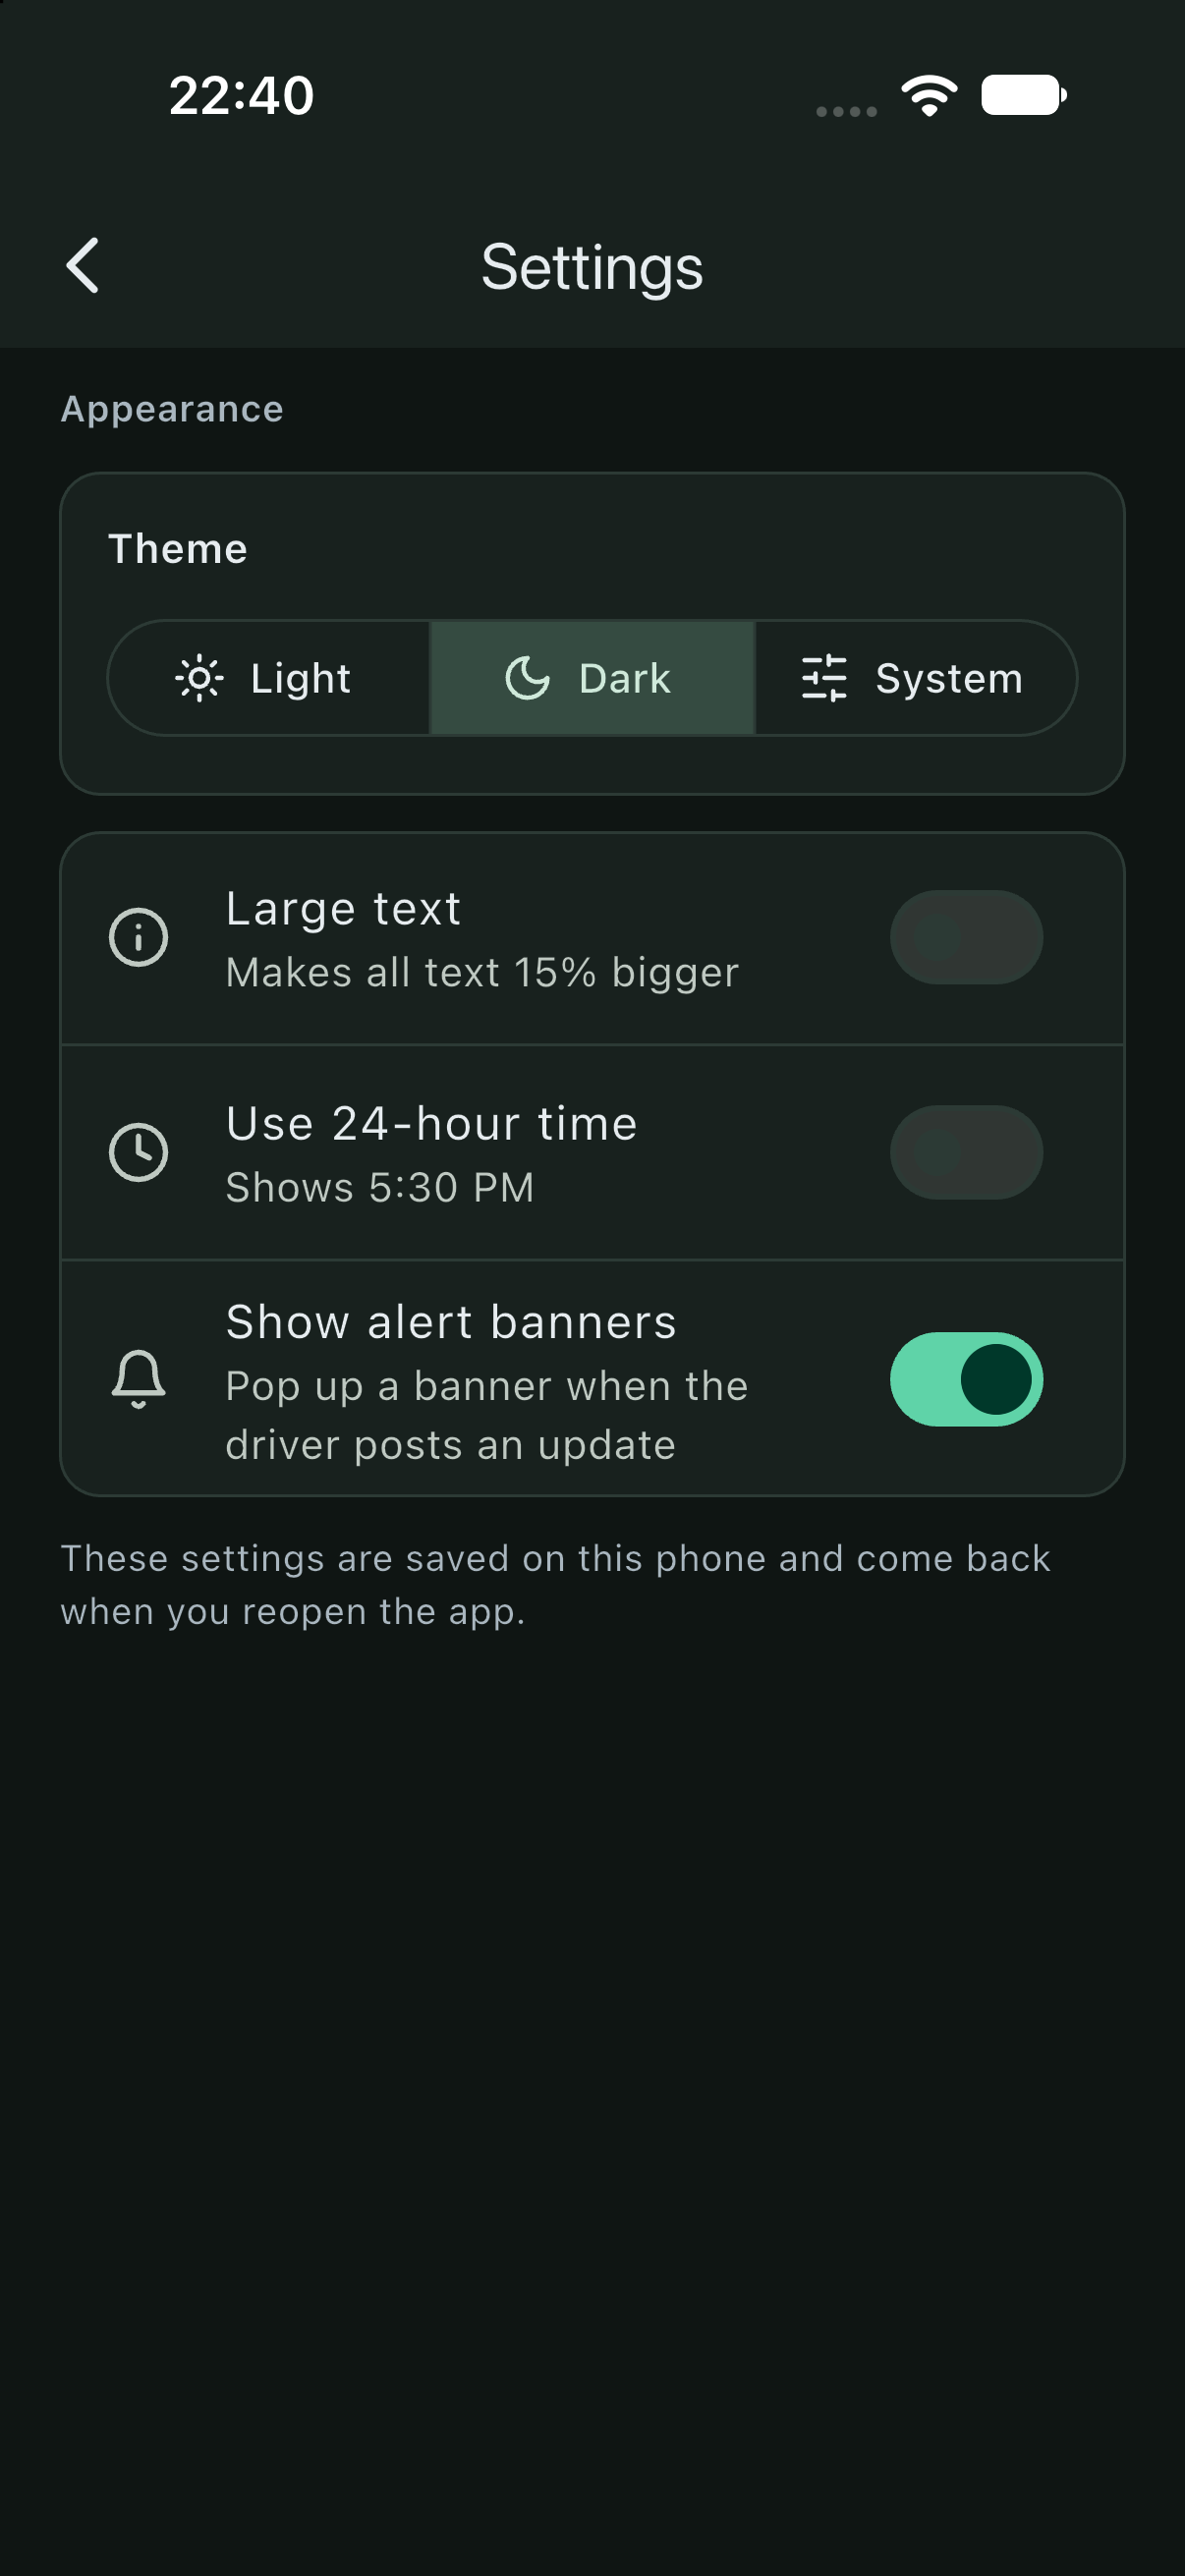 22:40
Settings
Appearance
Theme
Light
Dark
System
Large text
Makes all text 15% bigger
Use 24-hour time
Shows 5:30 PM
Show alert banners
Pop up a banner when the
driver posts an update
These settings are saved on this phone and come back
when you reopen the app.